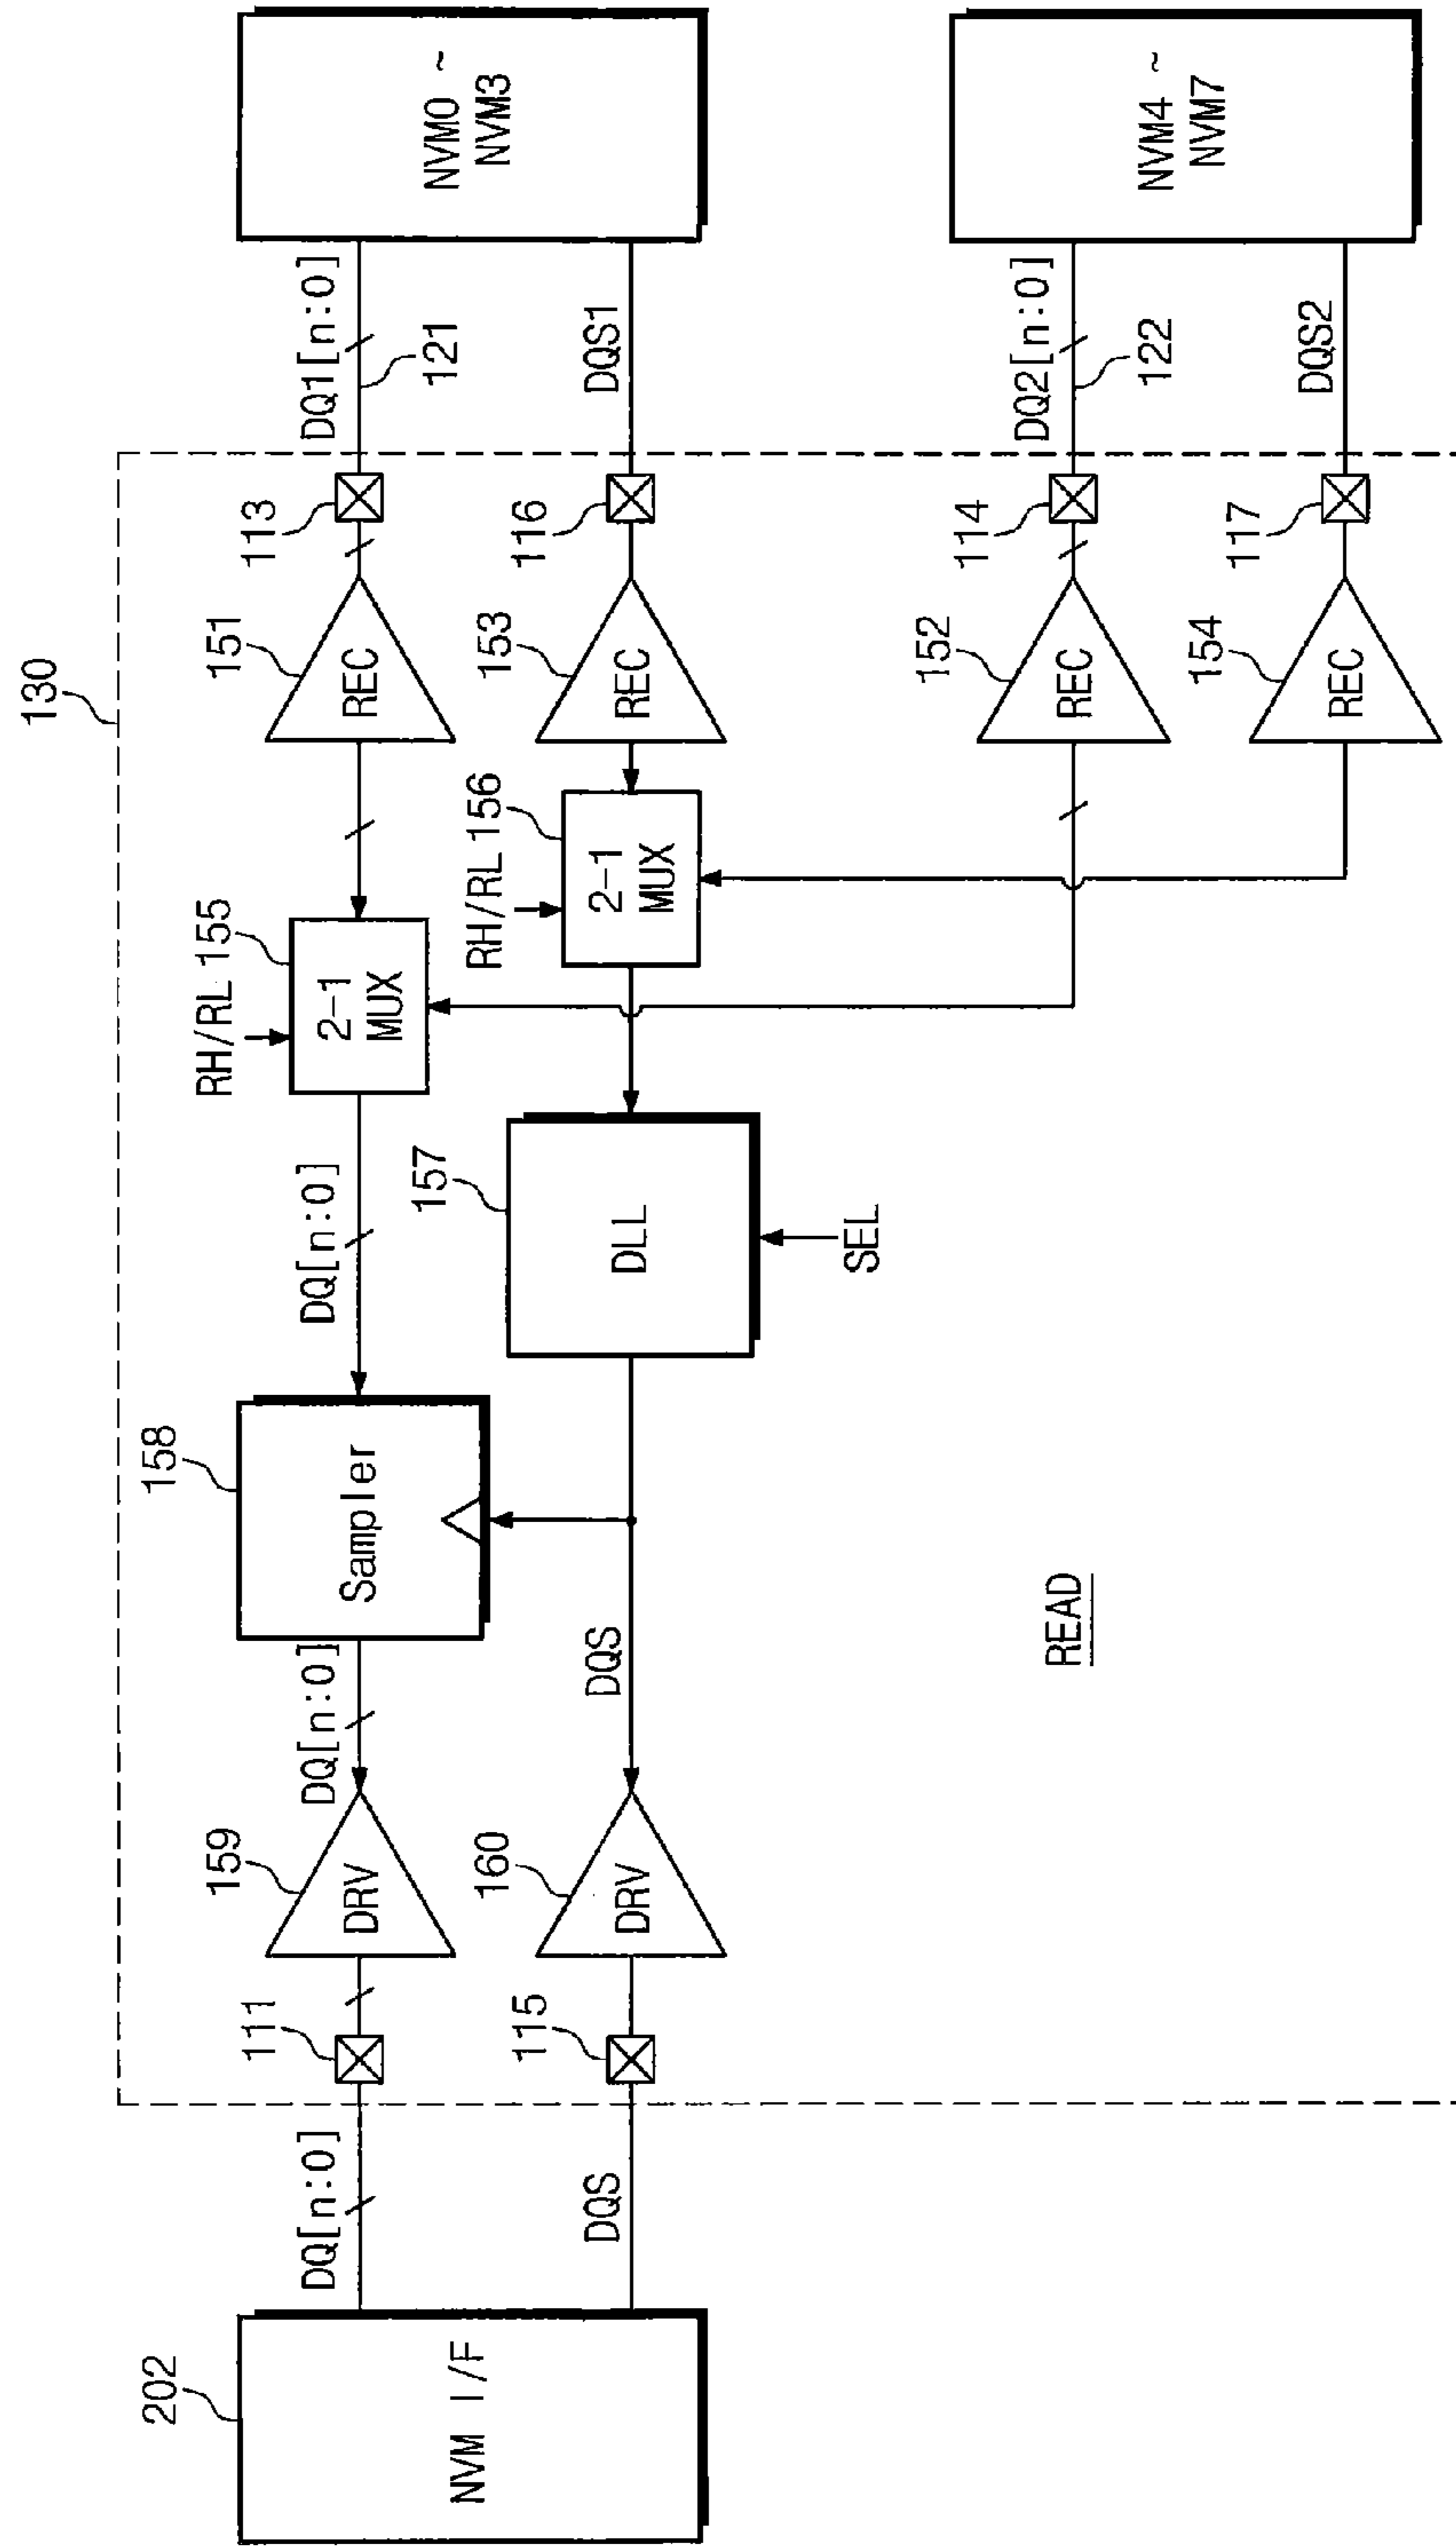 130
202
NVM I/F
DQ[n:0]
DQS
111
115
159
DRV
160
DRV
DQ[n:0]
DQS
158
Sampler
DQ[n:0]
157
DLL
SEL
RH/RL
155
2-1
MUX
RH/RL
156
2-1
MUX
151
REC
153
REC
152
REC
154
REC
113
116
114
117
DQ1[n:0]
121
DQS1
DQ2[n:0]
122
DQS2
NVM0 ~
NVM3
NVM4 ~
NVM7
READ